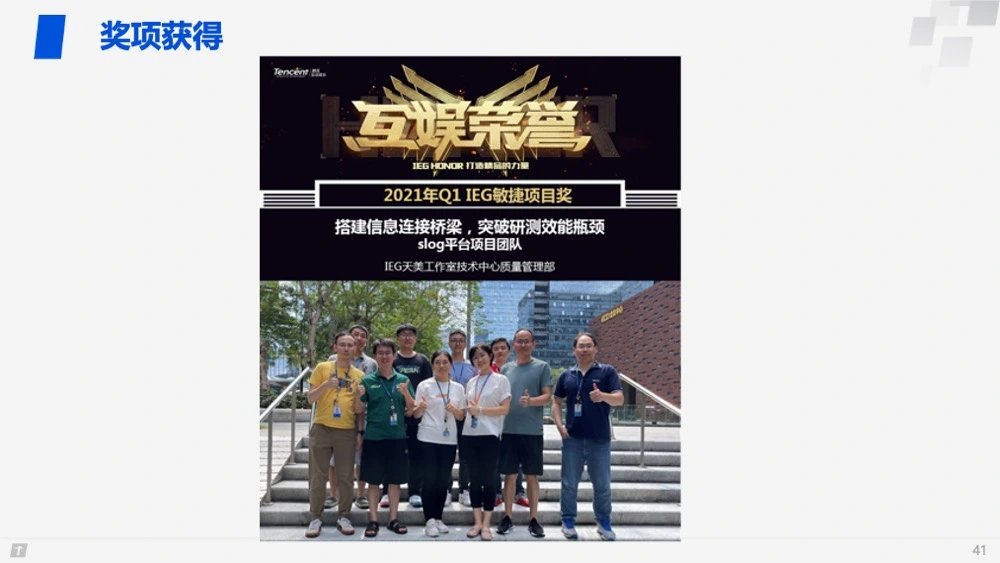 奖项获得
Tencent 腾讯
互娱荣誉
IEG HONOR 打造精品的力量
2021年Q1 IEG敏捷项目奖
搭建信息连接桥梁，突破研测效能瓶颈
slog平台项目团队
IEG天美工作室技术中心质量管理部
41